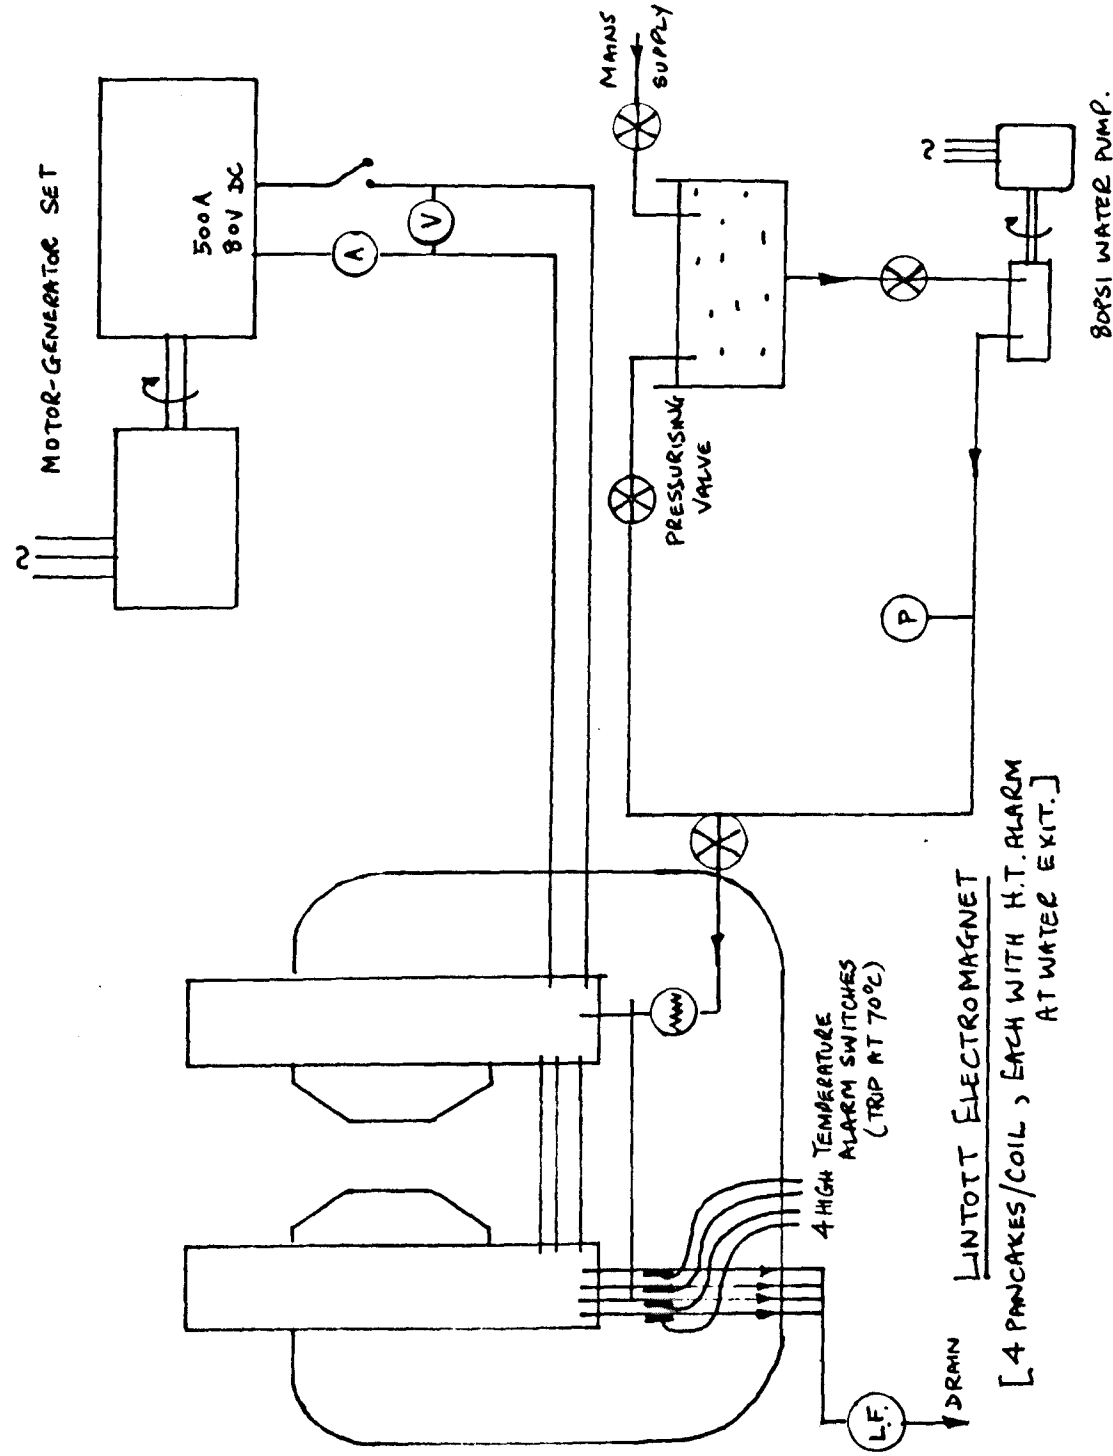 MOTOR-GENERATOR SET
~
500A
80V DC
A
V
MAINS
SUPPLY
PRESSURISING
VALVE
~
80PSI WATER PUMP.
P
4 HIGH TEMPERATURE
ALARM SWITCHES
(TRIP AT 70°C)
L.F.
DRAIN
LINTOTT ELECTROMAGNET
[4 PANCAKES/COIL, EACH WITH H.T. ALARM
AT WATER EXIT.]